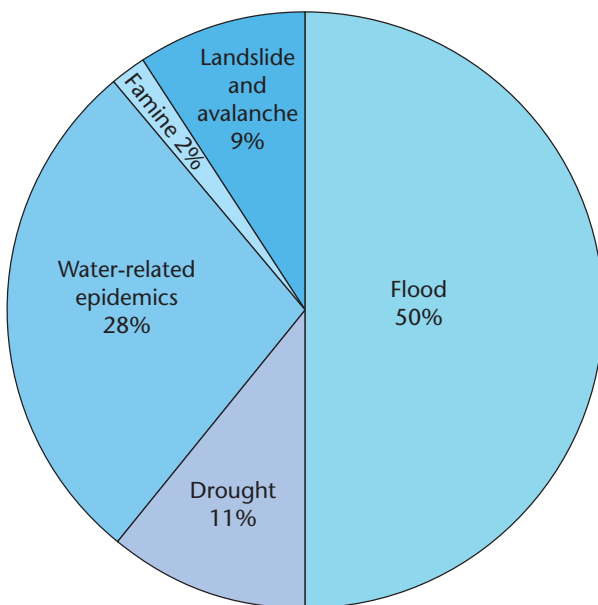 Landslide
and
avalanche
9%
Famine 2%
Water-related
epidemics
28%
Flood
50%
Drought
11%